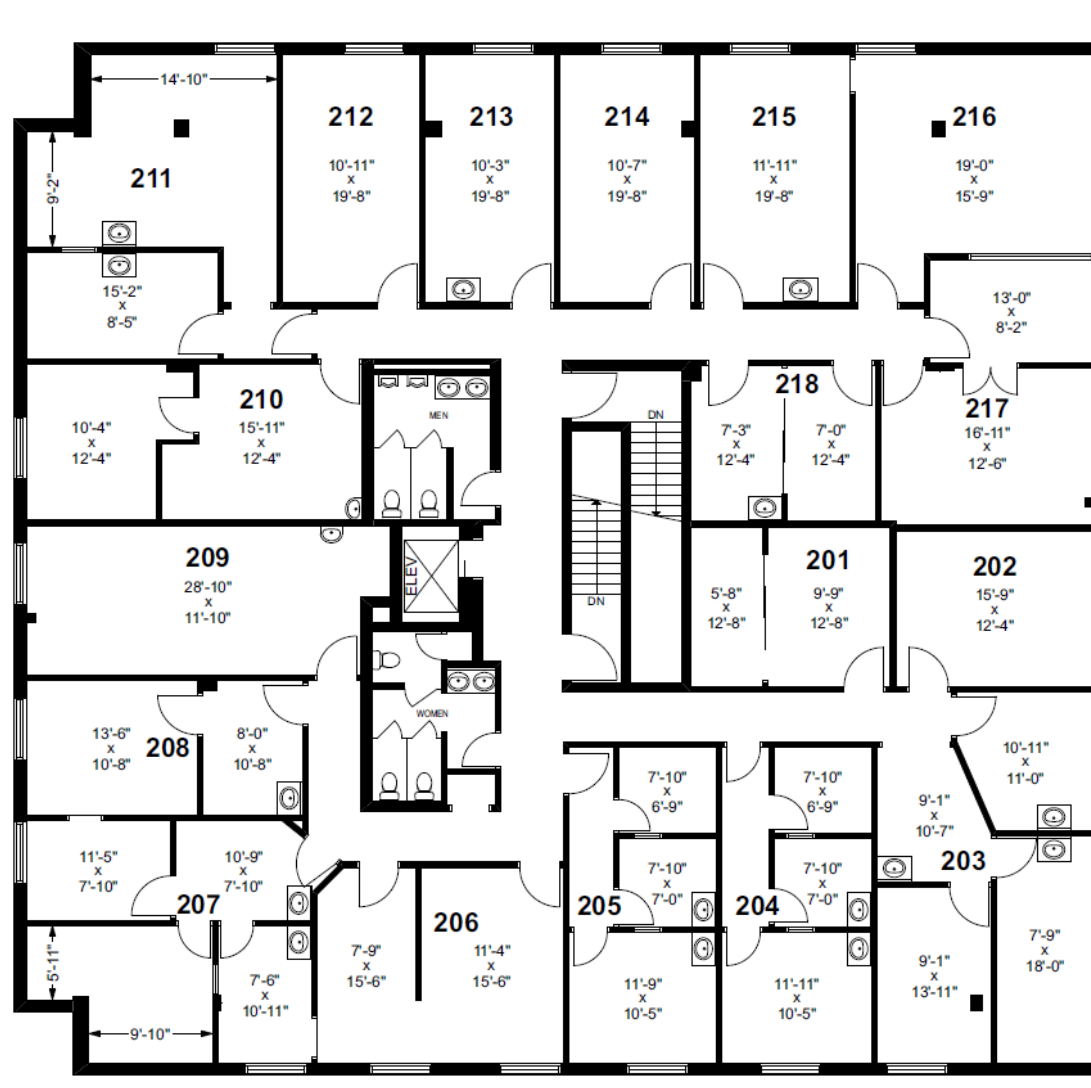 14'-10"
9'-2"
211
15'-2"
x
8'-5"
212
10'-11"
x
19'-8"
213
10'-3"
x
19'-8"
214
10'-7"
x
19'-8"
215
11'-11"
x
19'-8"
216
19'-0"
x
15'-9"
13'-0"
x
8'-2"
10'-4"
x
12'-4"
210
15'-11"
x
12'-4"
MEN
DN
218
7'-3"
x
12'-4"
7'-0"
x
12'-4"
217
16'-11"
x
12'-6"
209
28'-10"
x
11'-10"
ELEV
DN
5'-8"
x
12'-8"
201
9'-9"
x
12'-8"
202
15'-9"
x
12'-4"
WOMEN
13'-6"
x
10'-8"
208
8'-0"
x
10'-8"
7'-10"
x
6'-9"
7'-10"
x
6'-9"
10'-11"
x
11'-0"
9'-1"
x
10'-7"
203
11'-5"
x
7'-10"
10'-9"
x
7'-10"
207
7'-10"
x
7'-0"
205
7'-10"
x
7'-0"
204
5'-11"
9'-10"
7'-6"
x
10'-11"
206
7'-9"
x
15'-6"
11'-4"
x
15'-6"
11'-9"
x
10'-5"
11'-11"
x
10'-5"
9'-1"
x
13'-11"
7'-9"
x
18'-0"